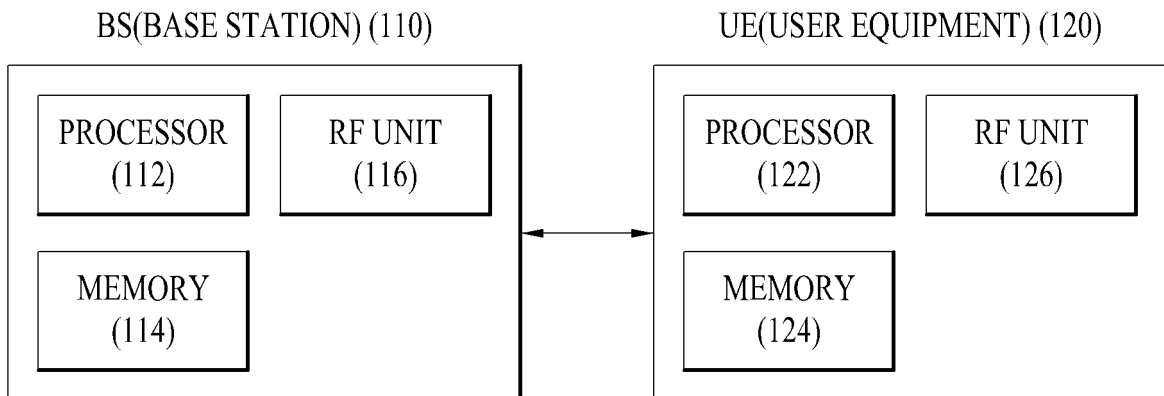 BS(BASE STATION) (110)
PROCESSOR
(112)
RF UNIT
(116)
MEMORY
(114)
UE(USER EQUIPMENT) (120)
PROCESSOR
(122)
RF UNIT
(126)
MEMORY
(124)